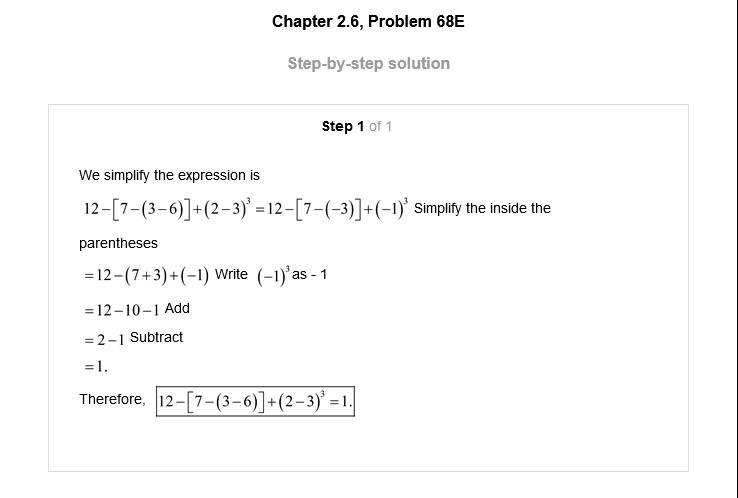 Chapter 2.6, Problem 68E
Step-by-step solution
Step 1 of 1
We simplify the expression is
12−[7−(3−6)]+(2−3)³ =12−[7−(−3)]+(−1)³ Simplify the inside the
parentheses
=12−(7+3)+(−1) Write (−1)³ as - 1
=12−10−1 Add
=2−1 Subtract
=1.
Therefore, 12−[7−(3−6)]+(2−3)³ =1.